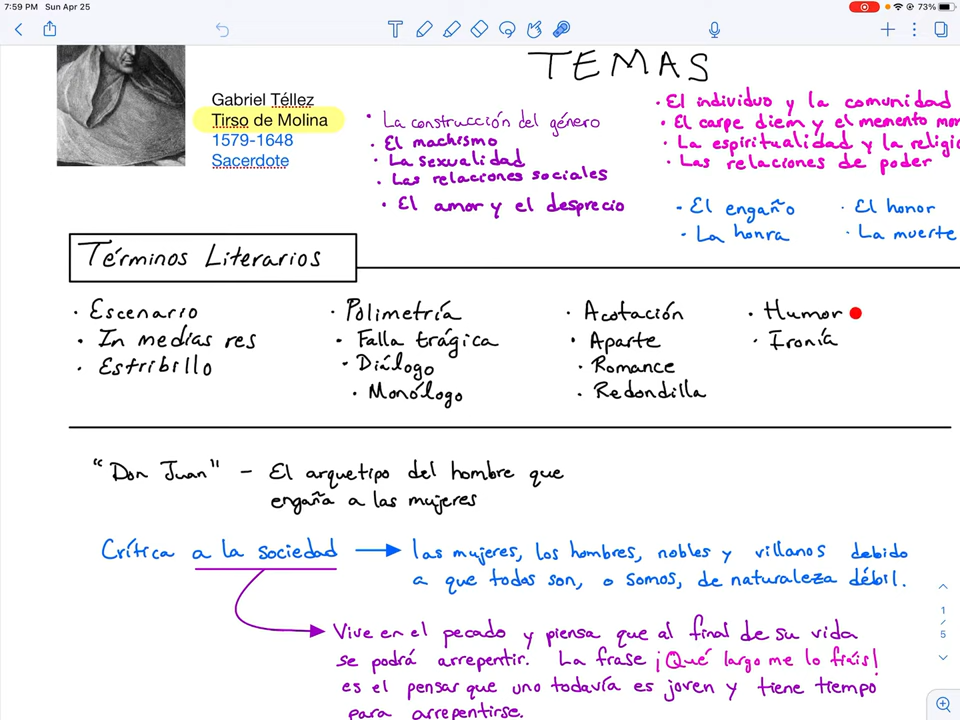 7:59 PM Sun Apr 25
73%
TEMAS
Gabriel Téllez
Tirso de Molina
1579-1648
Sacerdote
• La construcción del género
• El machismo
• La sexualidad
• Las relaciones sociales
• El amor y el desprecio
• El individuo y la comunidad
• El carpe diem y el memento mor
• La espiritualidad y la religió
• Las relaciones de poder
• El engaño
• La honra
• El honor
• La muerte
Términos Literarios
• Escenario
• In medias res
• Estribillo
• Polimetría
• Falla trágica
• Diálogo
• Monólogo
• Acotación
• Aparte
• Romance
• Redondilla
• Humor
• Ironía
"Don Juan" - El arquetipo del hombre que
engaña a las mujeres
Crítica a la sociedad → las mujeres, los hombres, nobles y villanos debido
a que todos son, o somos, de naturaleza débil.
Vive en el pecado y piensa que al final de su vida
se podrá arrepentir. La frase ¡Qué largo me lo fiáis!
es el pensar que uno todavía es joven y tiene tiempo
para arrepentirse.
1
/
5